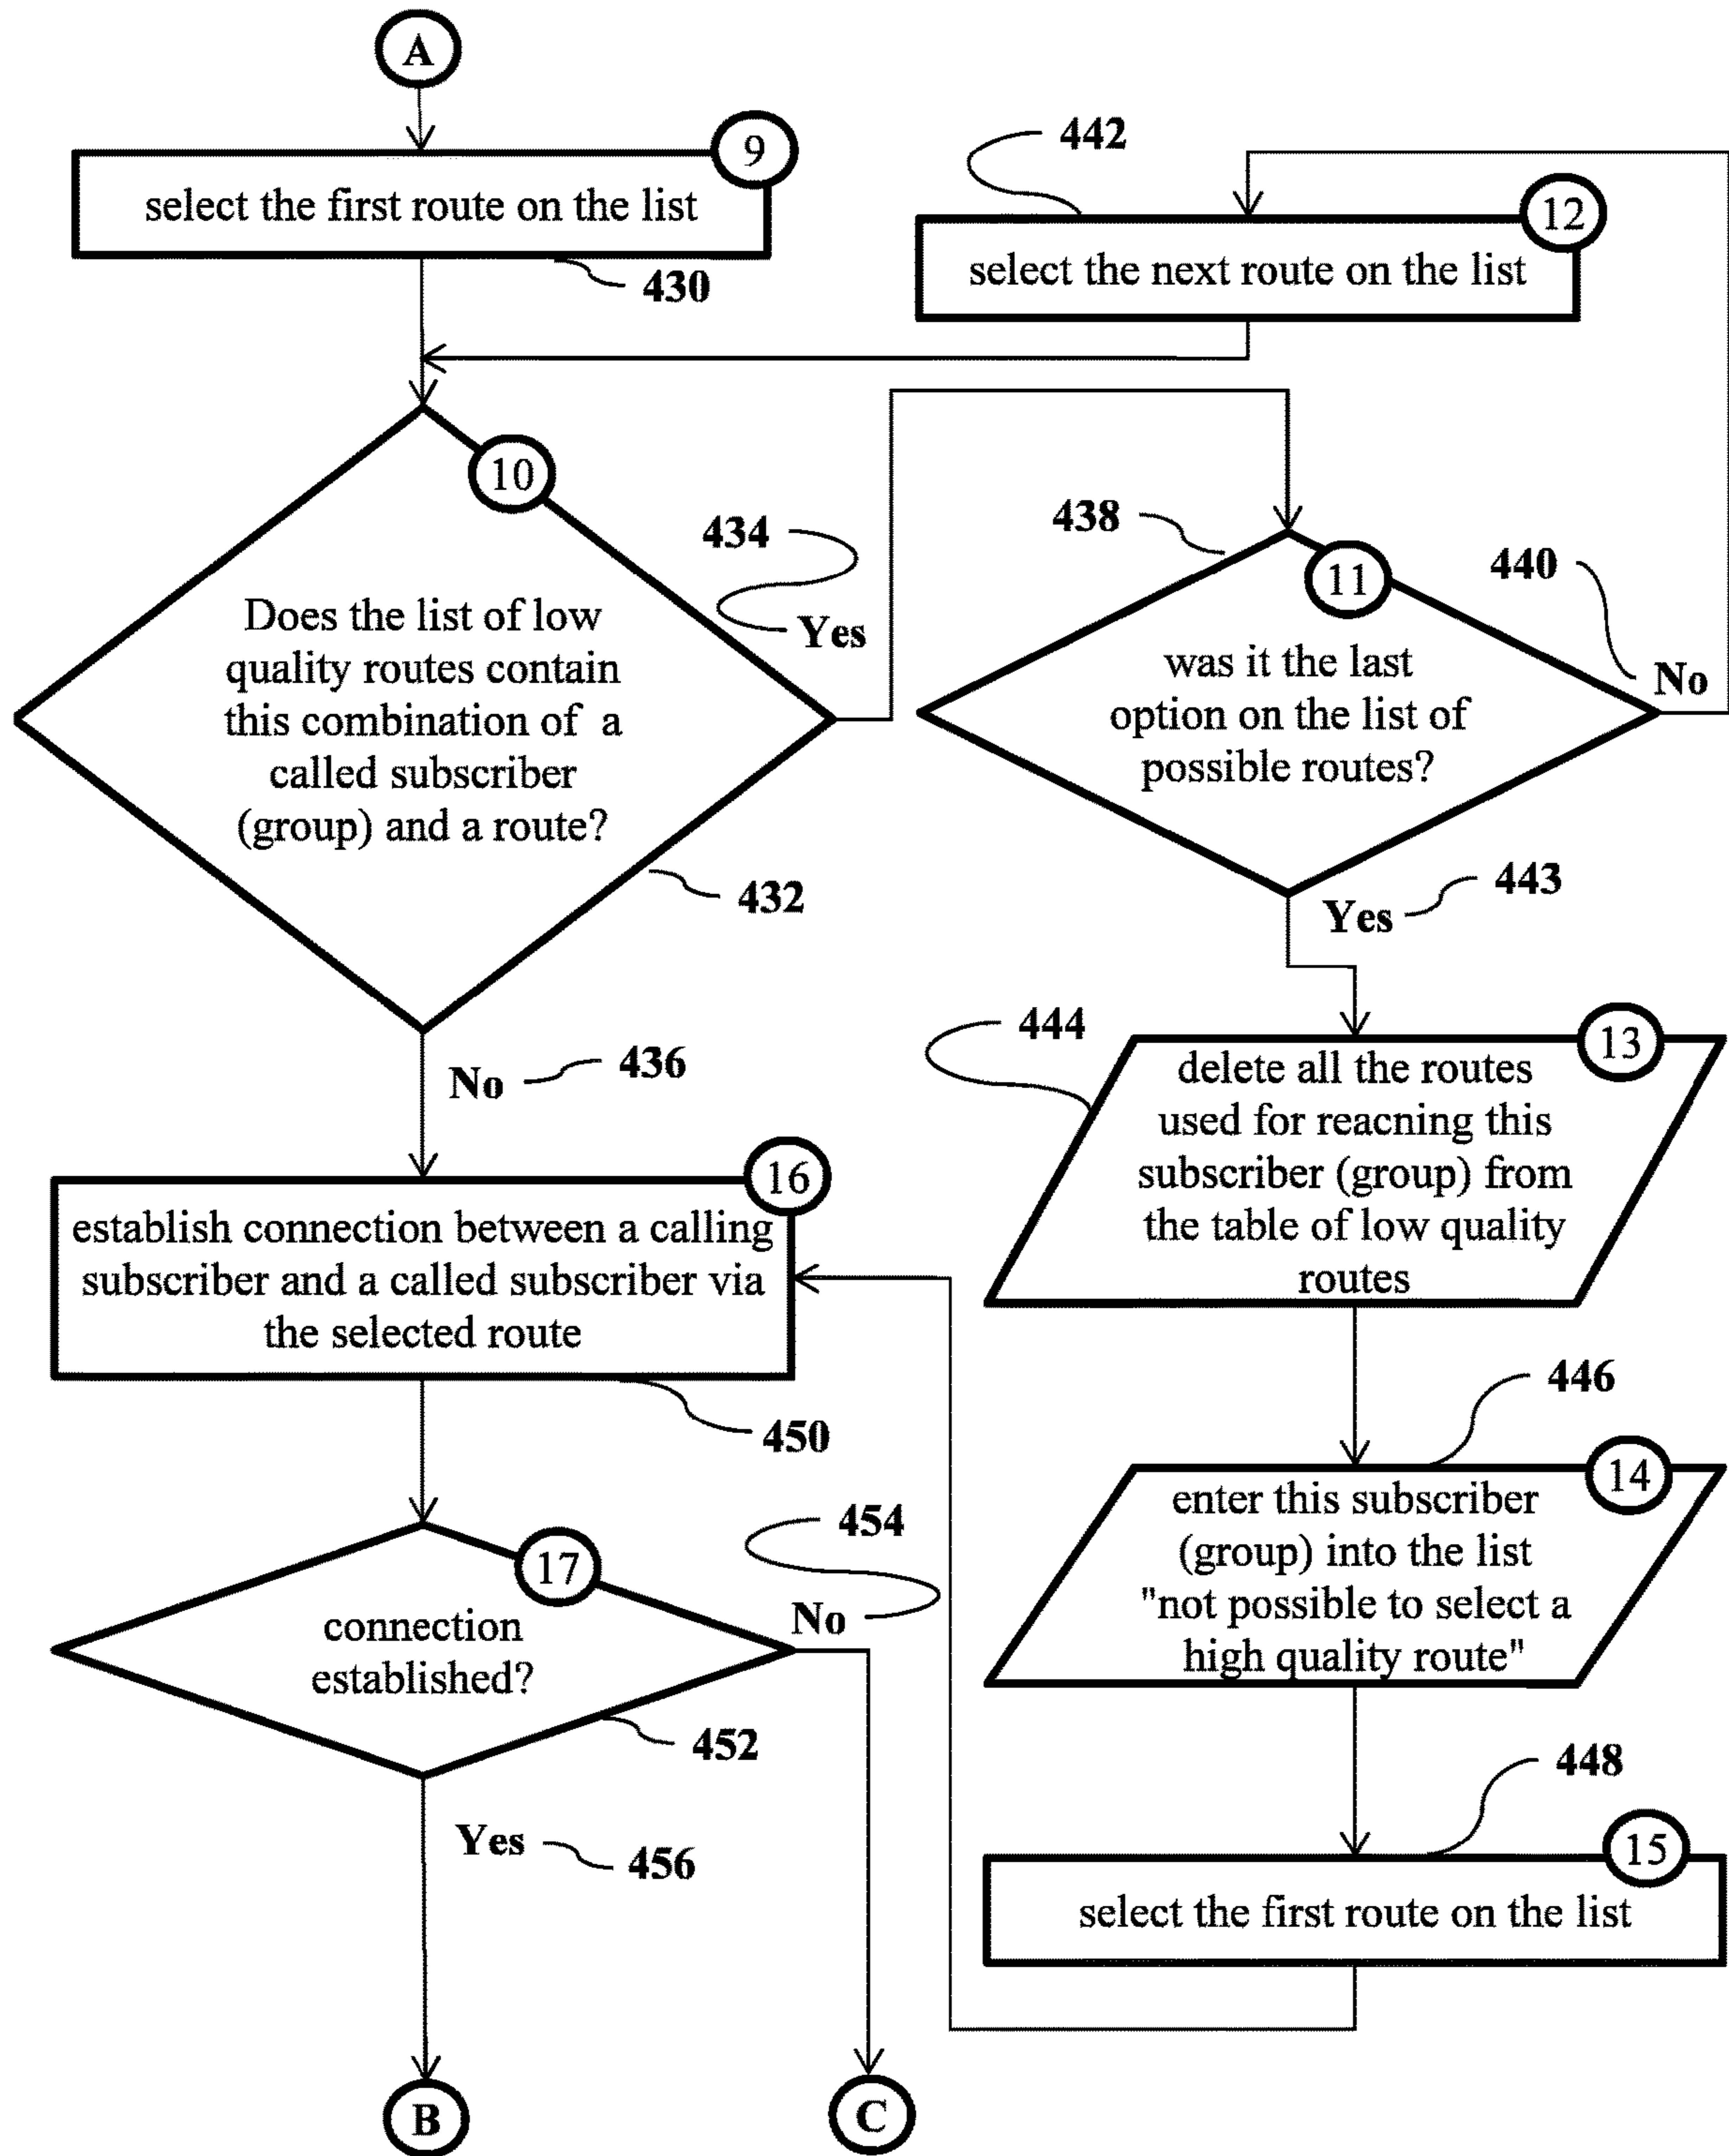 A
9
select the first route on the list
430
442
12
select the next route on the list
10
434
Yes
Does the list of low
quality routes contain
this combination of a
called subscriber
(group) and a route?
432
438
11
440
No
was it the last
option on the list of
possible routes?
443
Yes
No
436
444
13
delete all the routes
used for reacning this
subscriber (group) from
the table of low quality
routes
16
establish connection between a calling
subscriber and a called subscriber via
the selected route
450
446
14
enter this subscriber
(group) into the list
"not possible to select a
high quality route"
454
17
No
connection
established?
452
Yes
456
448
15
select the first route on the list
B
C